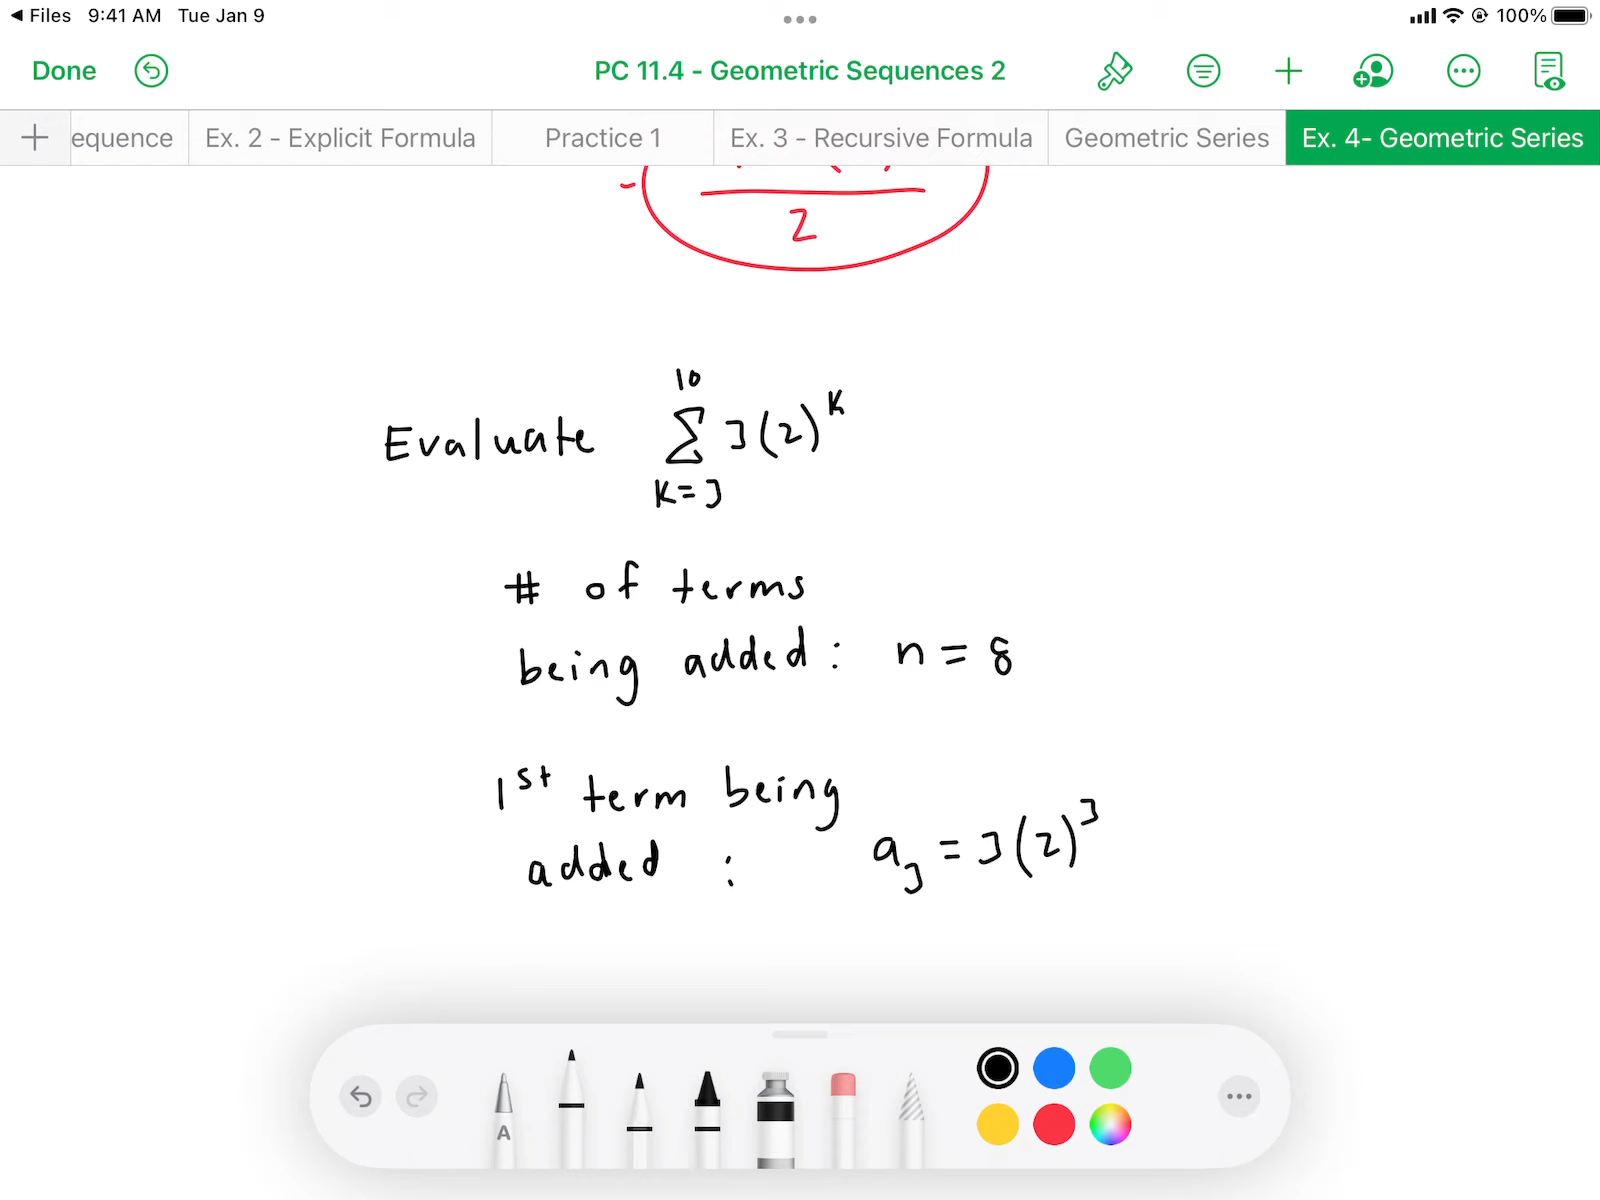 Files 9:41 AM Tue Jan 9 100%
Done PC 11.4 - Geometric Sequences 2
equence Ex. 2 - Explicit Formula Practice 1 Ex. 3 - Recursive Formula Geometric Series Ex. 4- Geometric Series
2
10
Evaluate Σ 3(2)^k
k=3
# of terms
being added: n = 8
1st term being
added : a₃ = 3(2)³
A